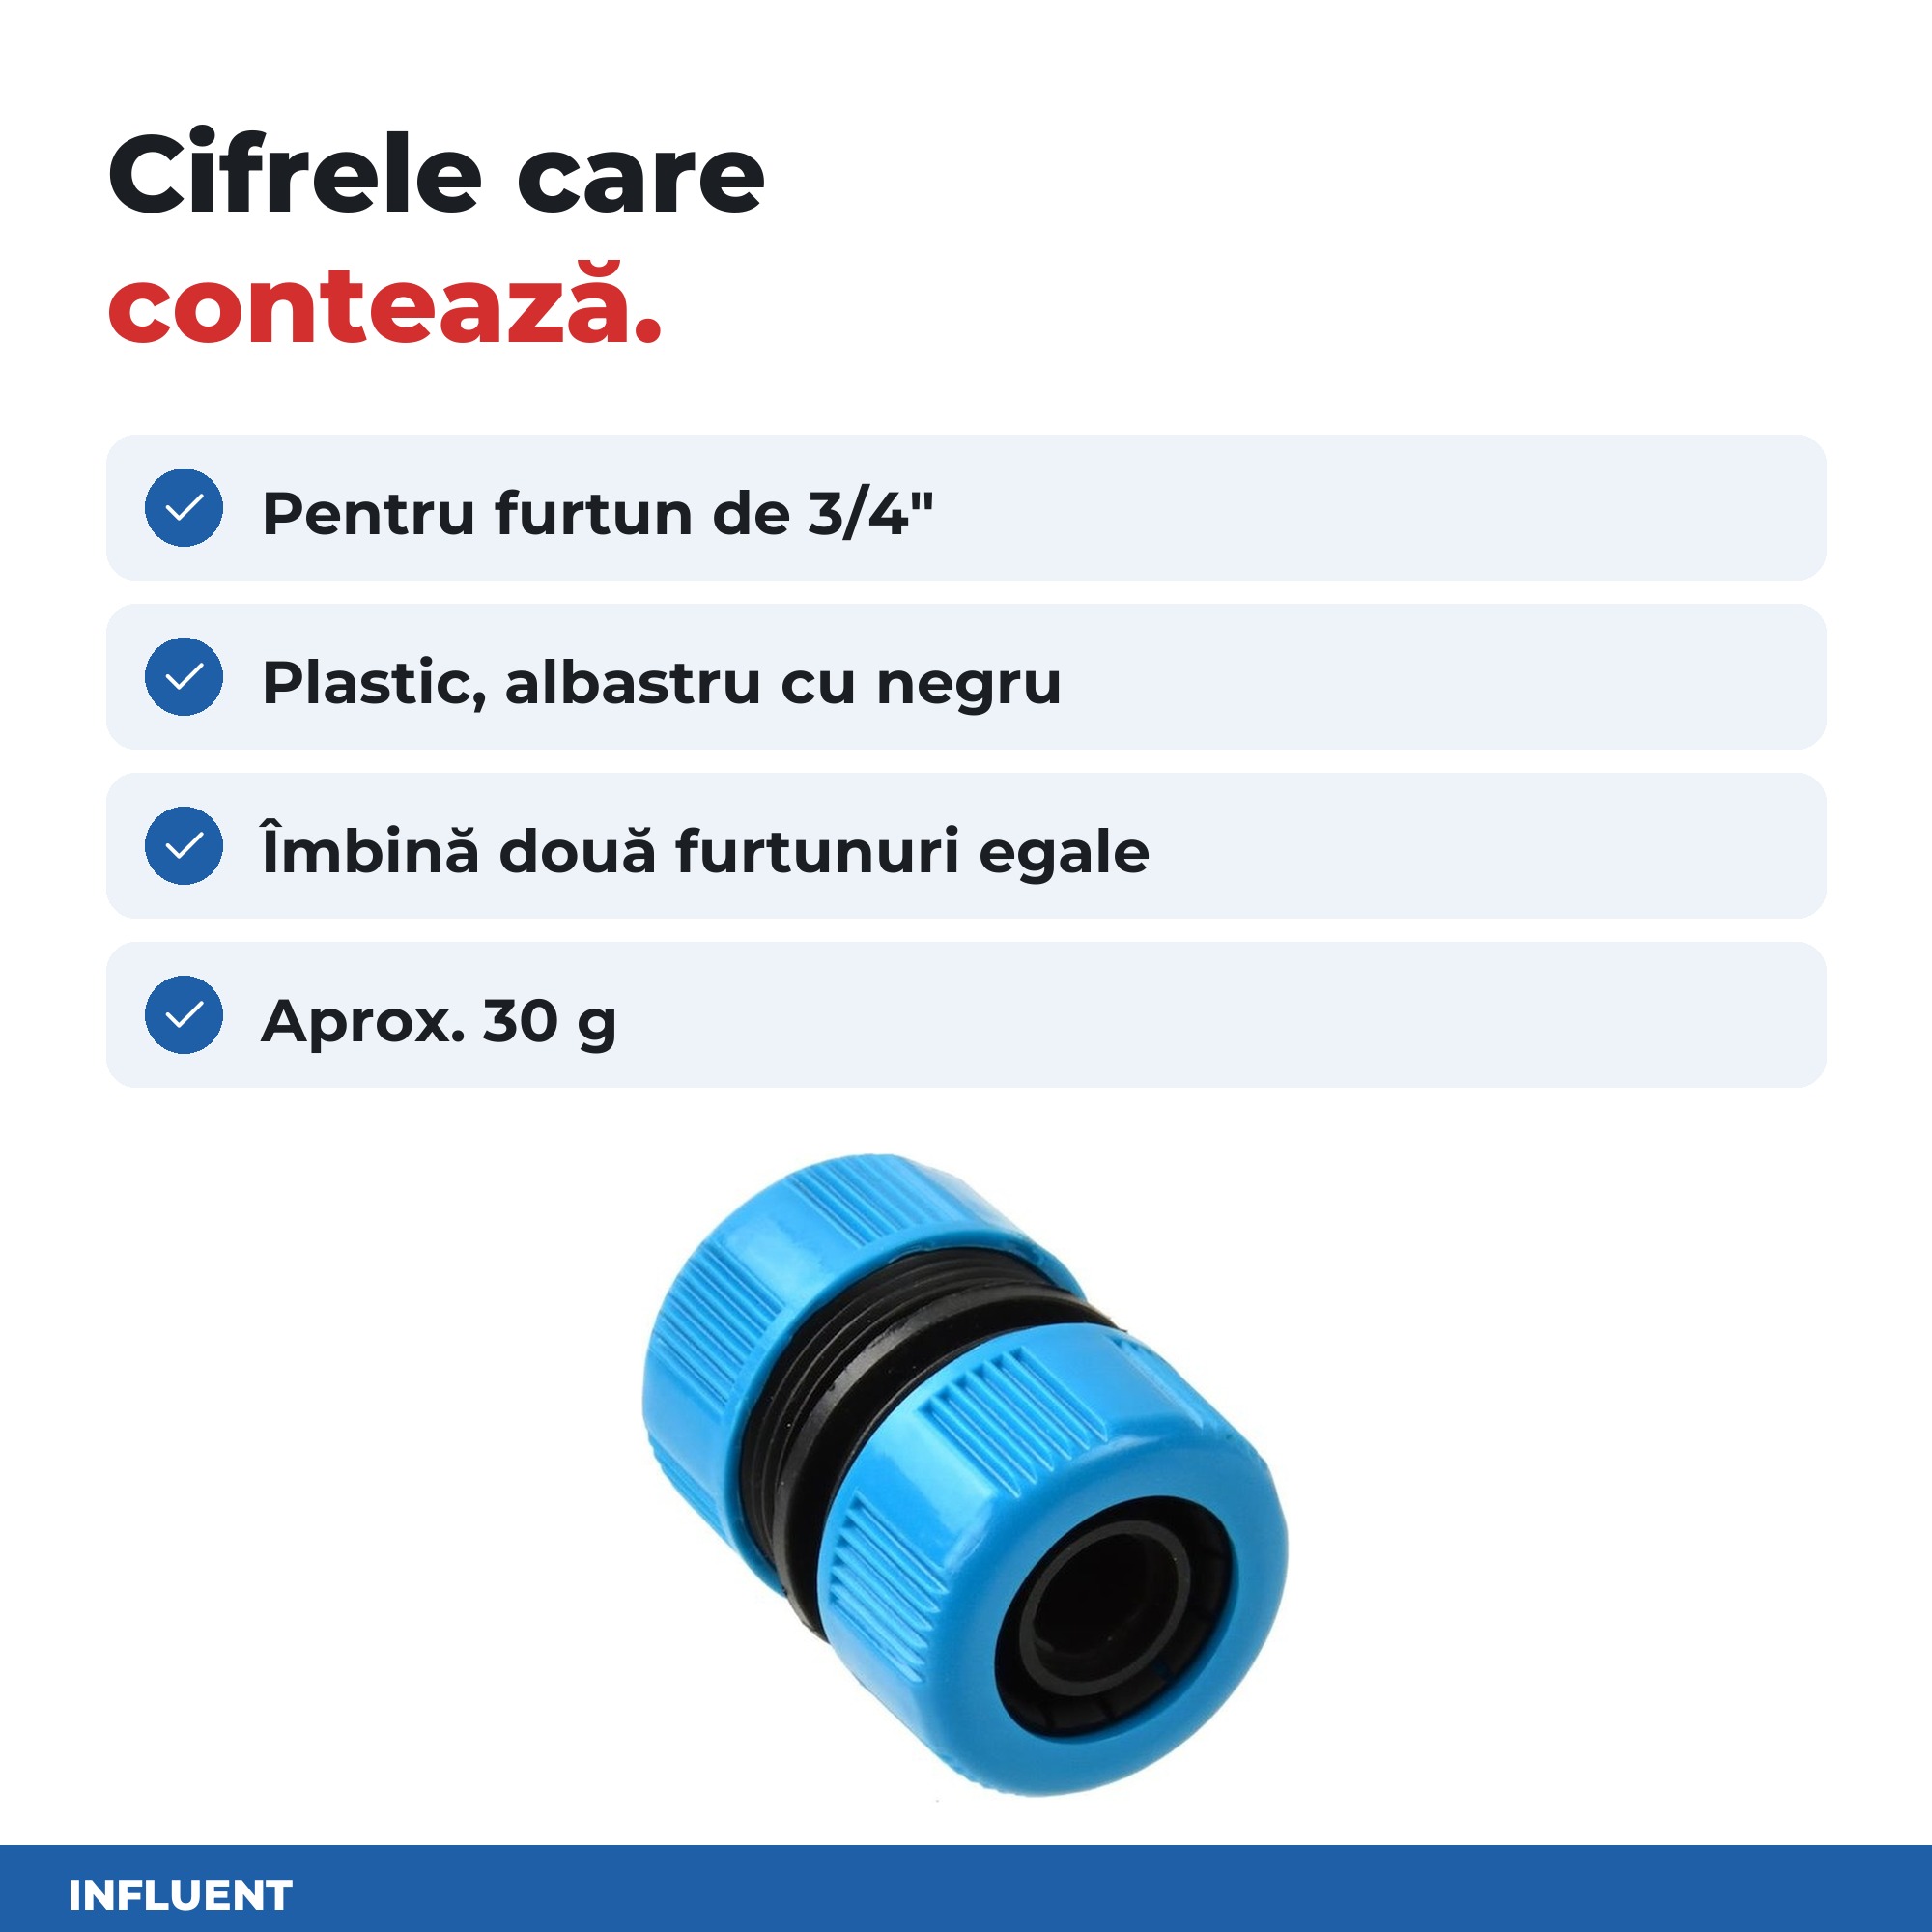 Cifrele care
contează.
Pentru furtun de 3/4"
Plastic, albastru cu negru
Îmbină două furtunuri egale
Aprox. 30 g
INFLUENT